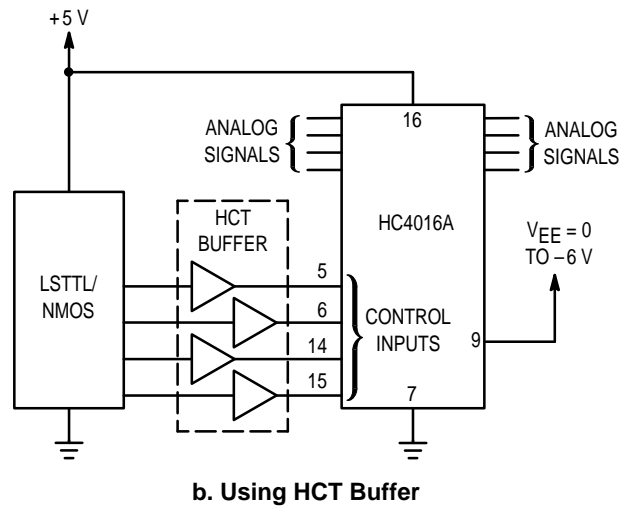 +5 V
16
ANALOG
SIGNALS
ANALOG
SIGNALS
HCT
BUFFER
HC4016A
VEE = 0
TO –6 V
LSTTL/
NMOS
5
6
14
15
CONTROL
INPUTS
9
7
b. Using HCT Buffer